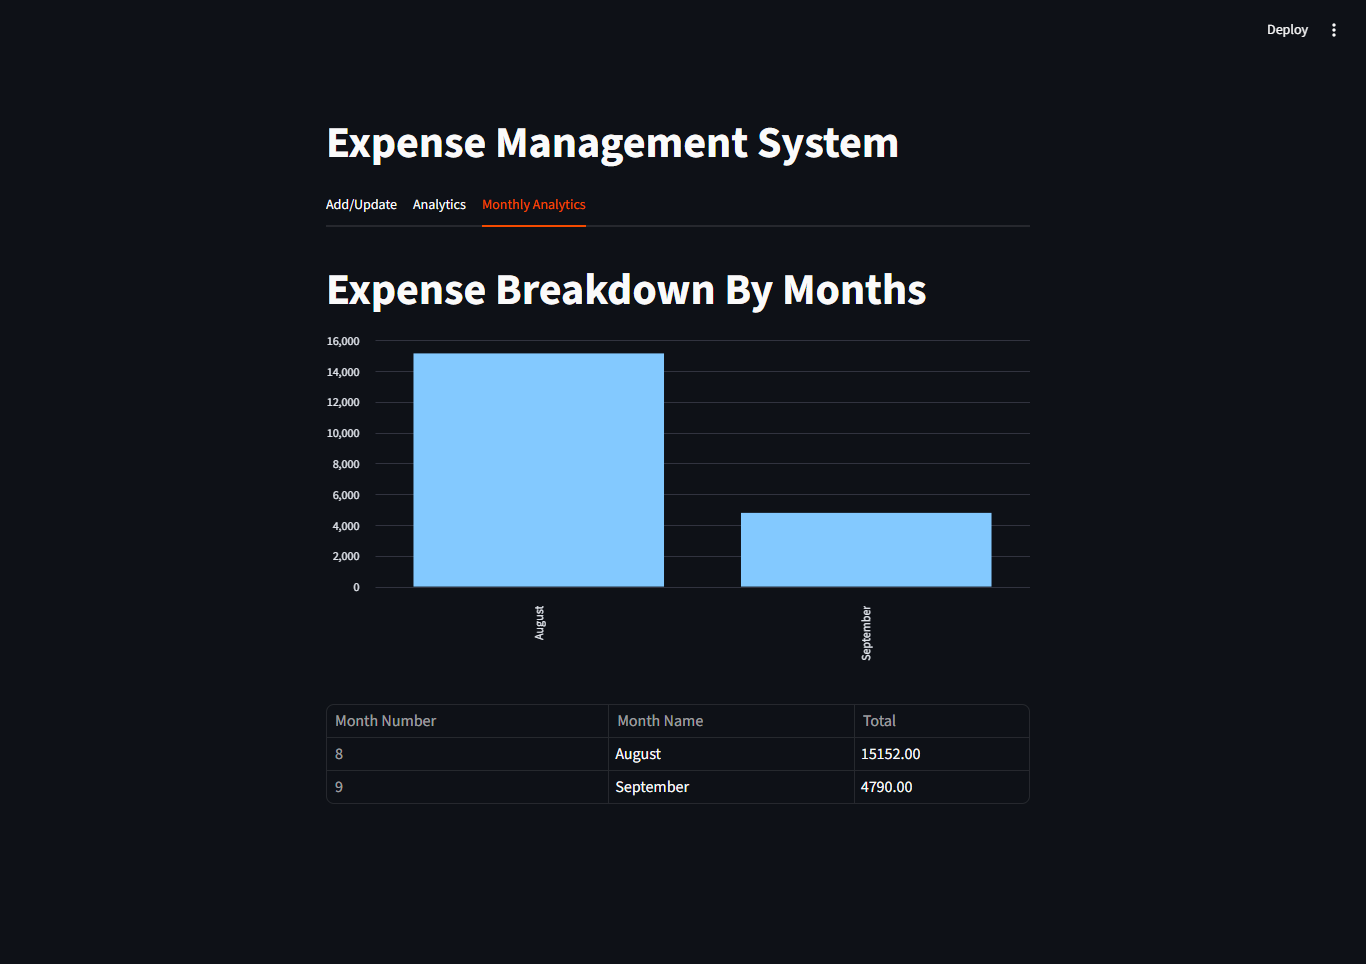 Deploy
Expense Management System
Add/Update Analytics Monthly Analytics
Expense Breakdown By Months
16,000
14,000
12,000
10,000
8,000
6,000
4,000
2,000
0
August September
Month Number Month Name Total
8 August 15152.00
9 September 4790.00